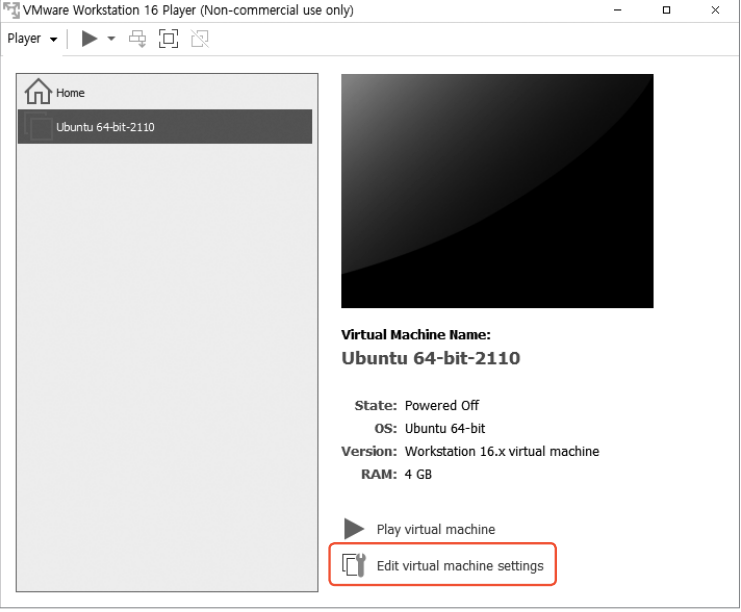 VMware Workstation 16 Player (Non-commercial use only)
Player
Home
Ubuntu 64-bit-2110
Virtual Machine Name:
Ubuntu 64-bit-2110
State: Powered Off
OS: Ubuntu 64-bit
Version: Workstation 16.x virtual machine
RAM: 4 GB
Play virtual machine
Edit virtual machine settings